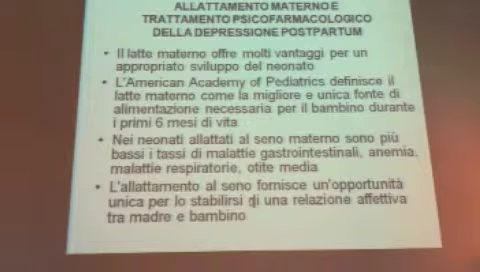 ALLATTAMENTO MATERNO E
TRATTAMENTO PSICOFARMACOLOGICO
DELLA DEPRESSIONE POSTPARTUM
• Il latte materno offre molti vantaggi per un
appropriato sviluppo del neonato
• L'American Academy of Pediatrics definisce il
latte materno come la migliore e unica fonte di
alimentazione necessaria per il bambino durante
i primi 6 mesi di vita
• Nei neonati allattati al seno materno sono più
bassi i tassi di malattie gastrointestinali, anemia,
malattie respiratorie, otite media
• L'allattamento al seno fornisce un'opportunità
unica per lo stabilirsi di una relazione affettiva
tra madre e bambino